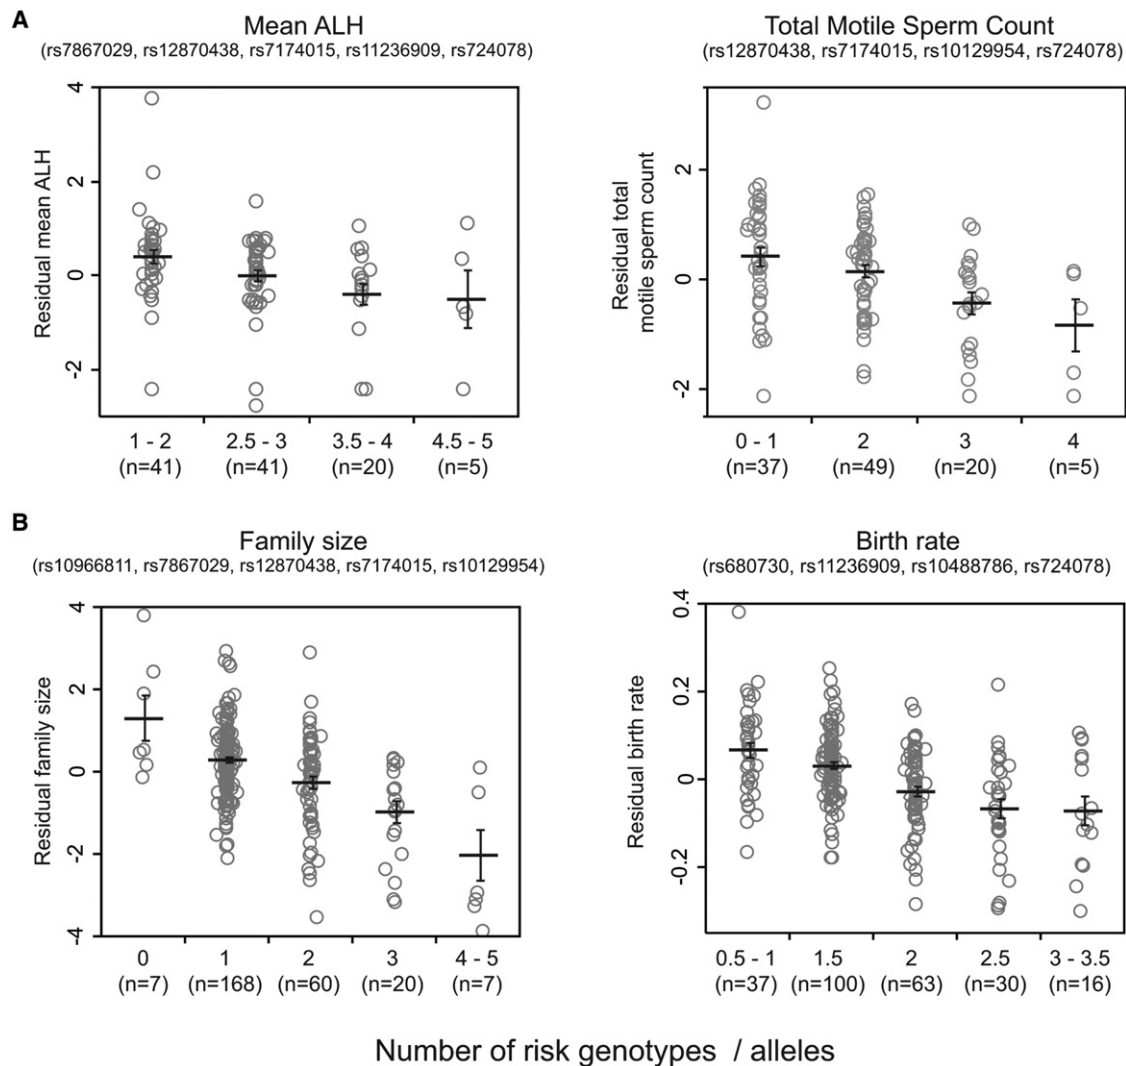 A
Mean ALH
(rs7867029, rs12870438, rs7174015, rs11236909, rs724078)
Residual mean ALH
4
2
0
-2
1 - 2
(n=41)
2.5 - 3
(n=41)
3.5 - 4
(n=20)
4.5 - 5
(n=5)
Total Motile Sperm Count
(rs12870438, rs7174015, rs10129954, rs724078)
Residual total
motile sperm count
2
0
-2
0 - 1
(n=37)
2
(n=49)
3
(n=20)
4
(n=5)
B
Family size
(rs10966811, rs7867029, rs12870438, rs7174015, rs10129954)
Residual family size
4
2
0
-2
-4
0
(n=7)
1
(n=168)
2
(n=60)
3
(n=20)
4 - 5
(n=7)
Birth rate
(rs680730, rs11236909, rs10488786, rs724078)
Residual birth rate
0.4
0.2
0
-0.2
0.5 - 1
(n=37)
1.5
(n=100)
2
(n=63)
2.5
(n=30)
3 - 3.5
(n=16)
Number of risk genotypes / alleles